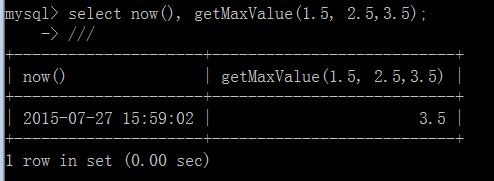 mysql> select now(), getMaxValue(1.5, 2.5,3.5);
    -> ///
+---------------------+---------------------------+
| now()               | getMaxValue(1.5, 2.5,3.5) |
+---------------------+---------------------------+
| 2015-07-27 15:59:02 |                       3.5 |
+---------------------+---------------------------+
1 row in set (0.00 sec)